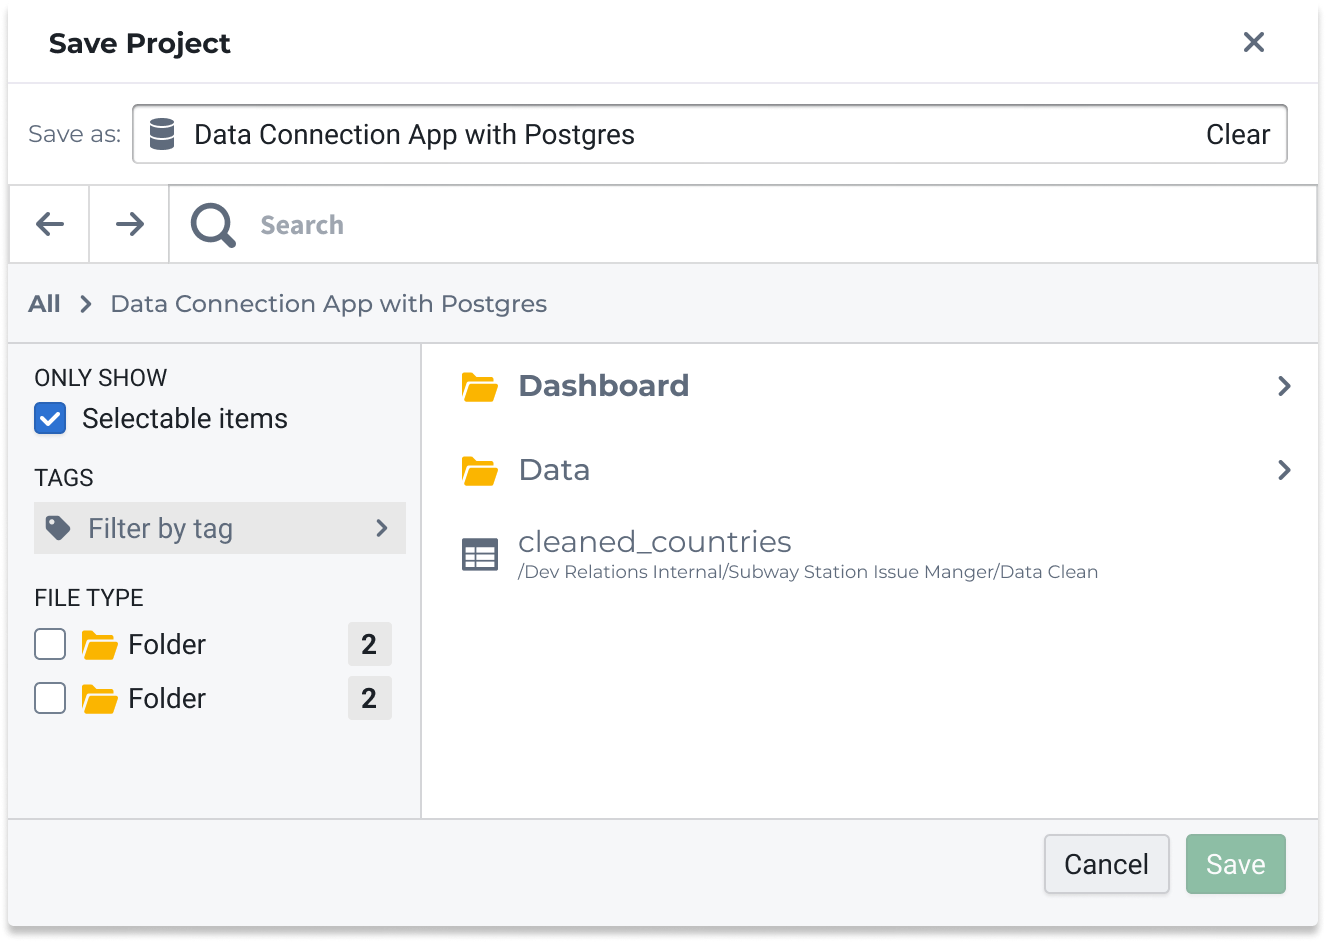 Save Project
Save as: Data Connection App with Postgres Clear
Search
All Data Connection App with Postgres
ONLY SHOW
Selectable items
TAGS
Filter by tag
FILE TYPE
Folder 2
Folder 2
Dashboard
Data
cleaned_countries
/Dev Relations Internal/Subway Station Issue Manger/Data Clean
Cancel Save